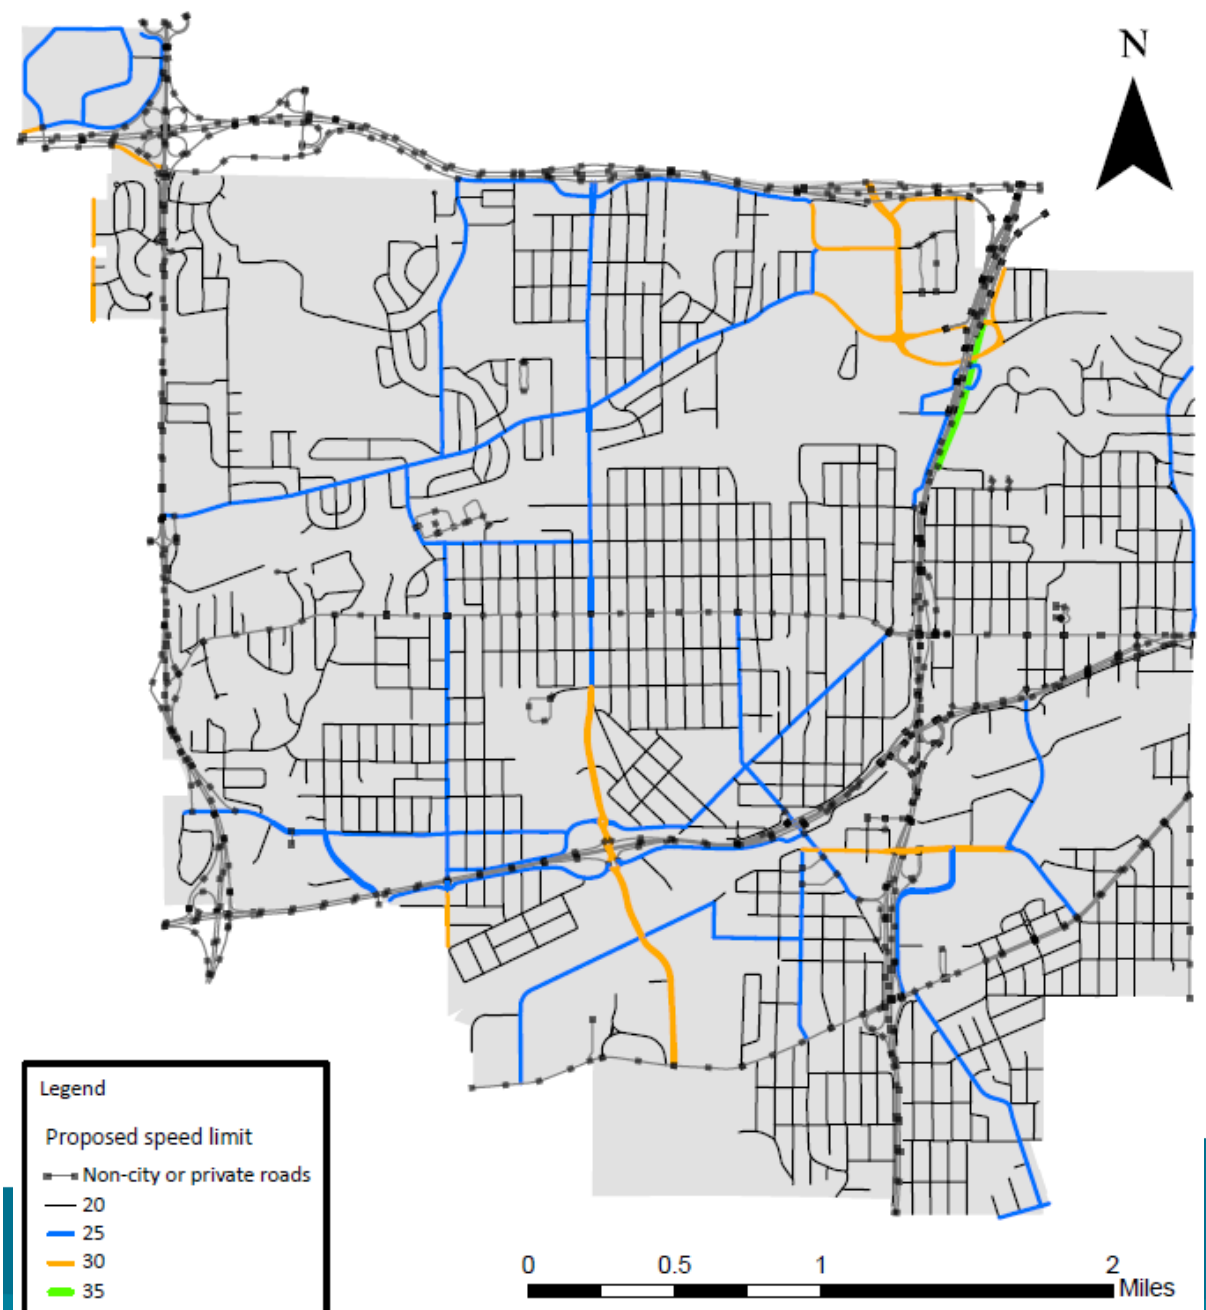 N
Legend
Proposed speed limit
Non-city or private roads
20
25
30
35
0 0.5 1 2
Miles